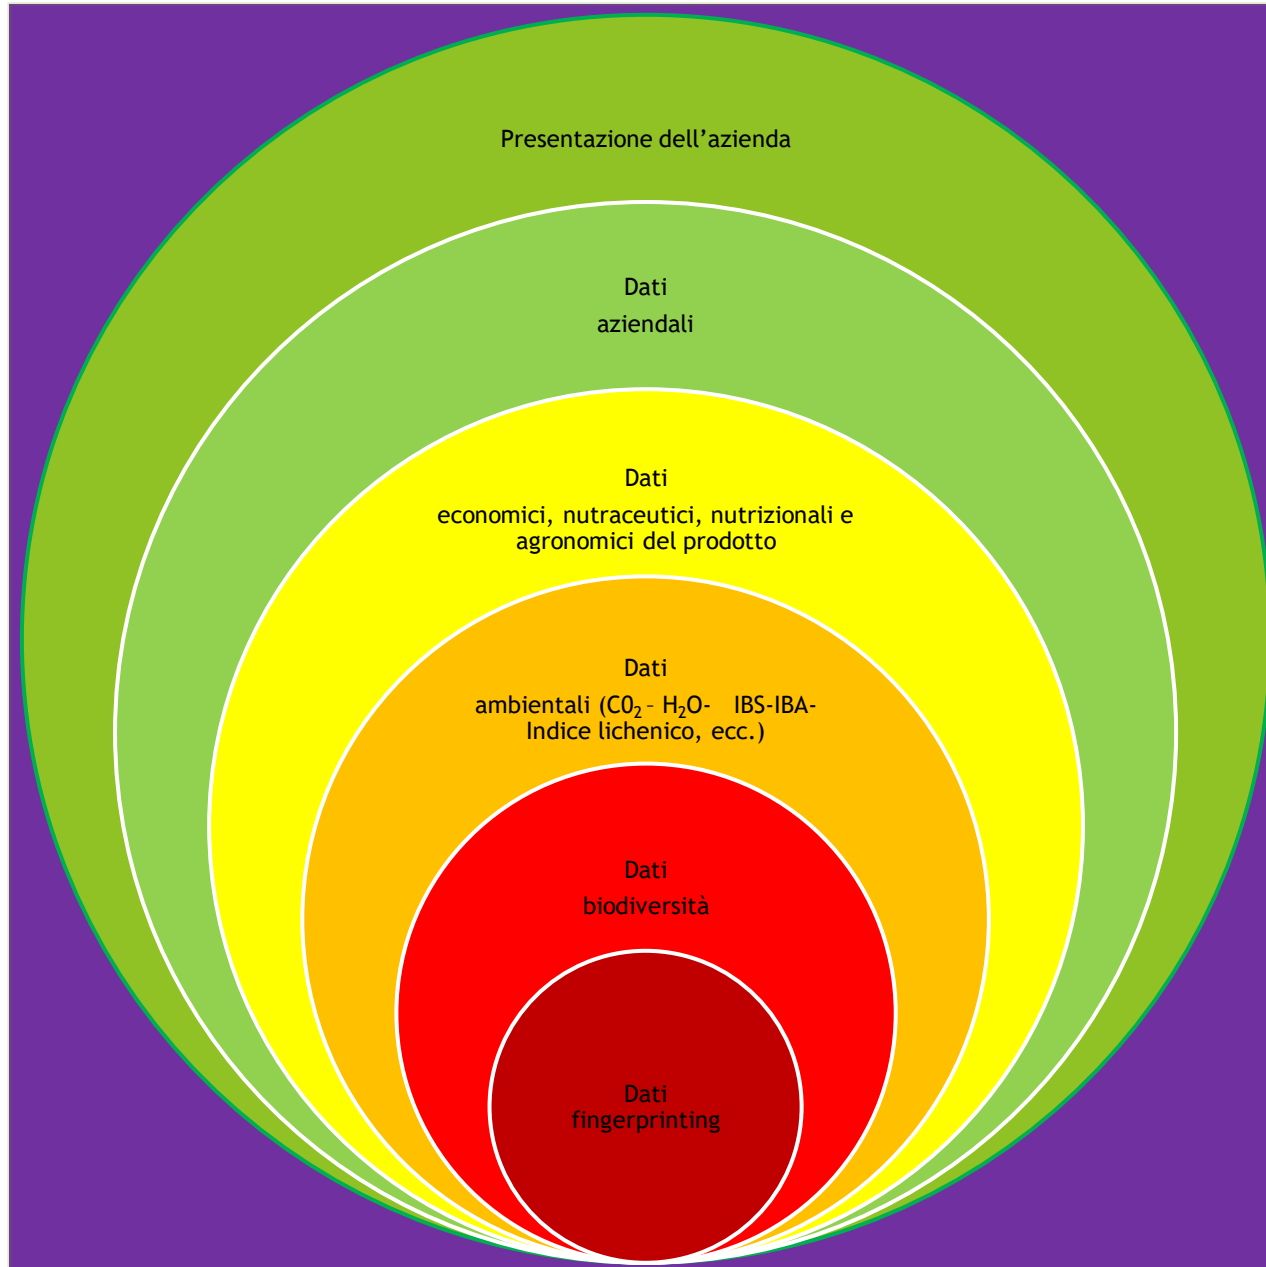 Presentazione dell’azienda
Dati
aziendali
Dati
economici, nutraceutici, nutrizionali e
agronomici del prodotto
Dati
ambientali (C0₂ – H₂O- IBS-IBA-
Indice lichenico, ecc.)
Dati
biodiversità
Dati
fingerprinting